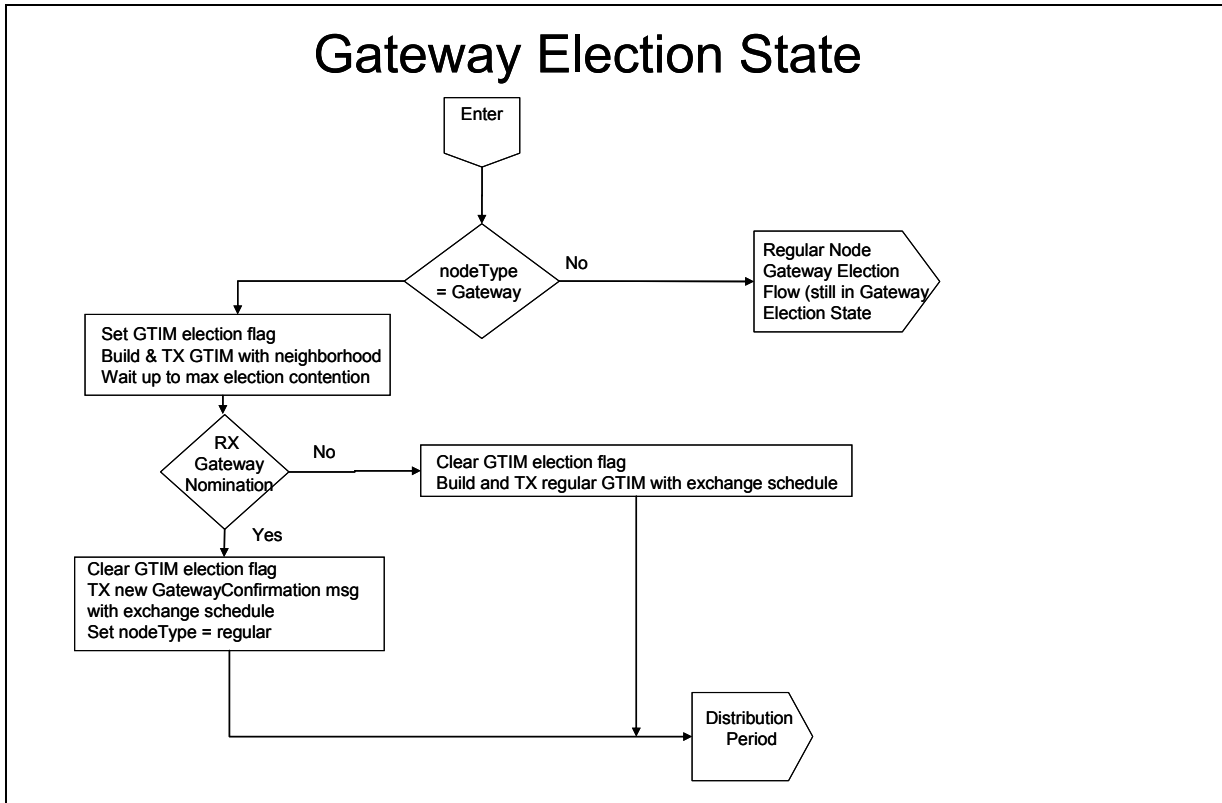 Gateway Election State
Enter
nodeType
= Gateway
No
Regular Node
Gateway Election
Flow (still in Gateway
Election State
Set GTIM election flag
Build & TX GTIM with neighborhood
Wait up to max election contention
RX
Gateway
Nomination
No
Clear GTIM election flag
Build and TX regular GTIM with exchange schedule
Yes
Clear GTIM election flag
TX new GatewayConfirmation msg
with exchange schedule
Set nodeType = regular
Distribution
Period